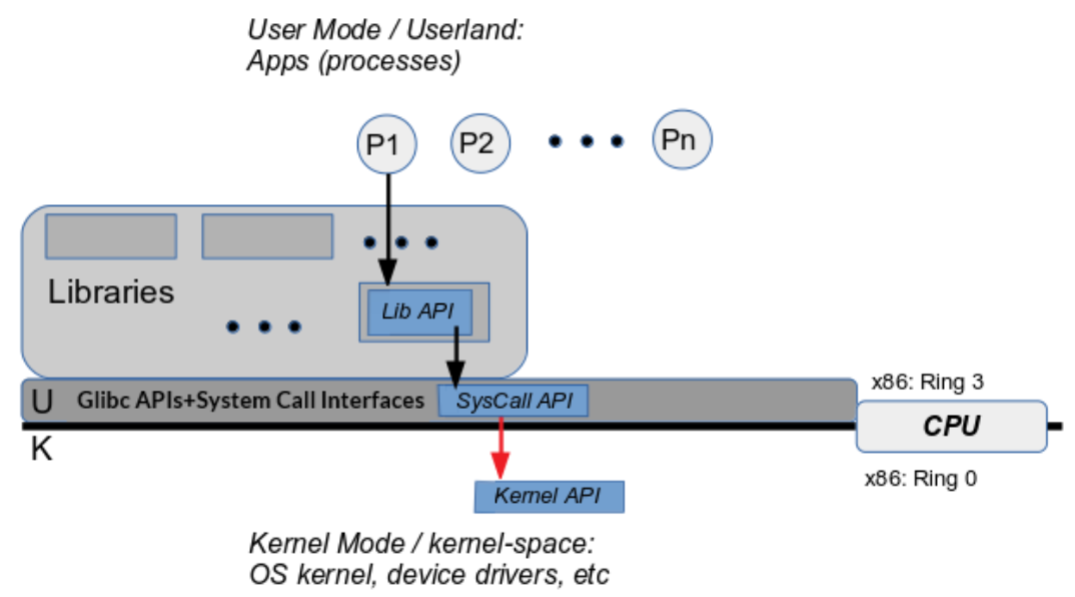 User Mode / Userland:
Apps (processes)
P1
P2
Pn
Libraries
Lib API
x86: Ring 3
U
Glibc APIs+System Call Interfaces
SysCall API
CPU
K
x86: Ring 0
Kernel API
Kernel Mode / kernel-space:
OS kernel, device drivers, etc